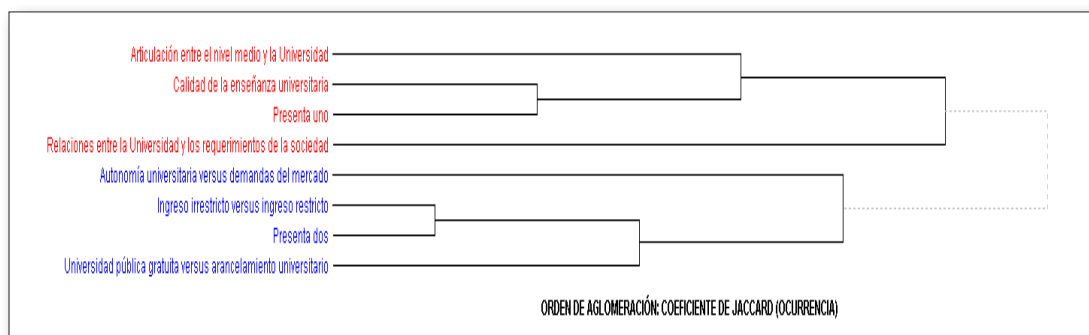 Articulación entre el nivel medio y la Universidad
Calidad de la enseñanza universitaria
Presenta uno
Relaciones entre la Universidad y los requerimientos de la sociedad
Autonomía universitaria versus demandas del mercado
Ingreso irrestricto versus ingreso restricto
Presenta dos
Universidad pública gratuita versus arancelamiento universitario
ORDEN DE AGLOMERACIÓN: COEFICIENTE DE JACCARD (OCURRENCIA)